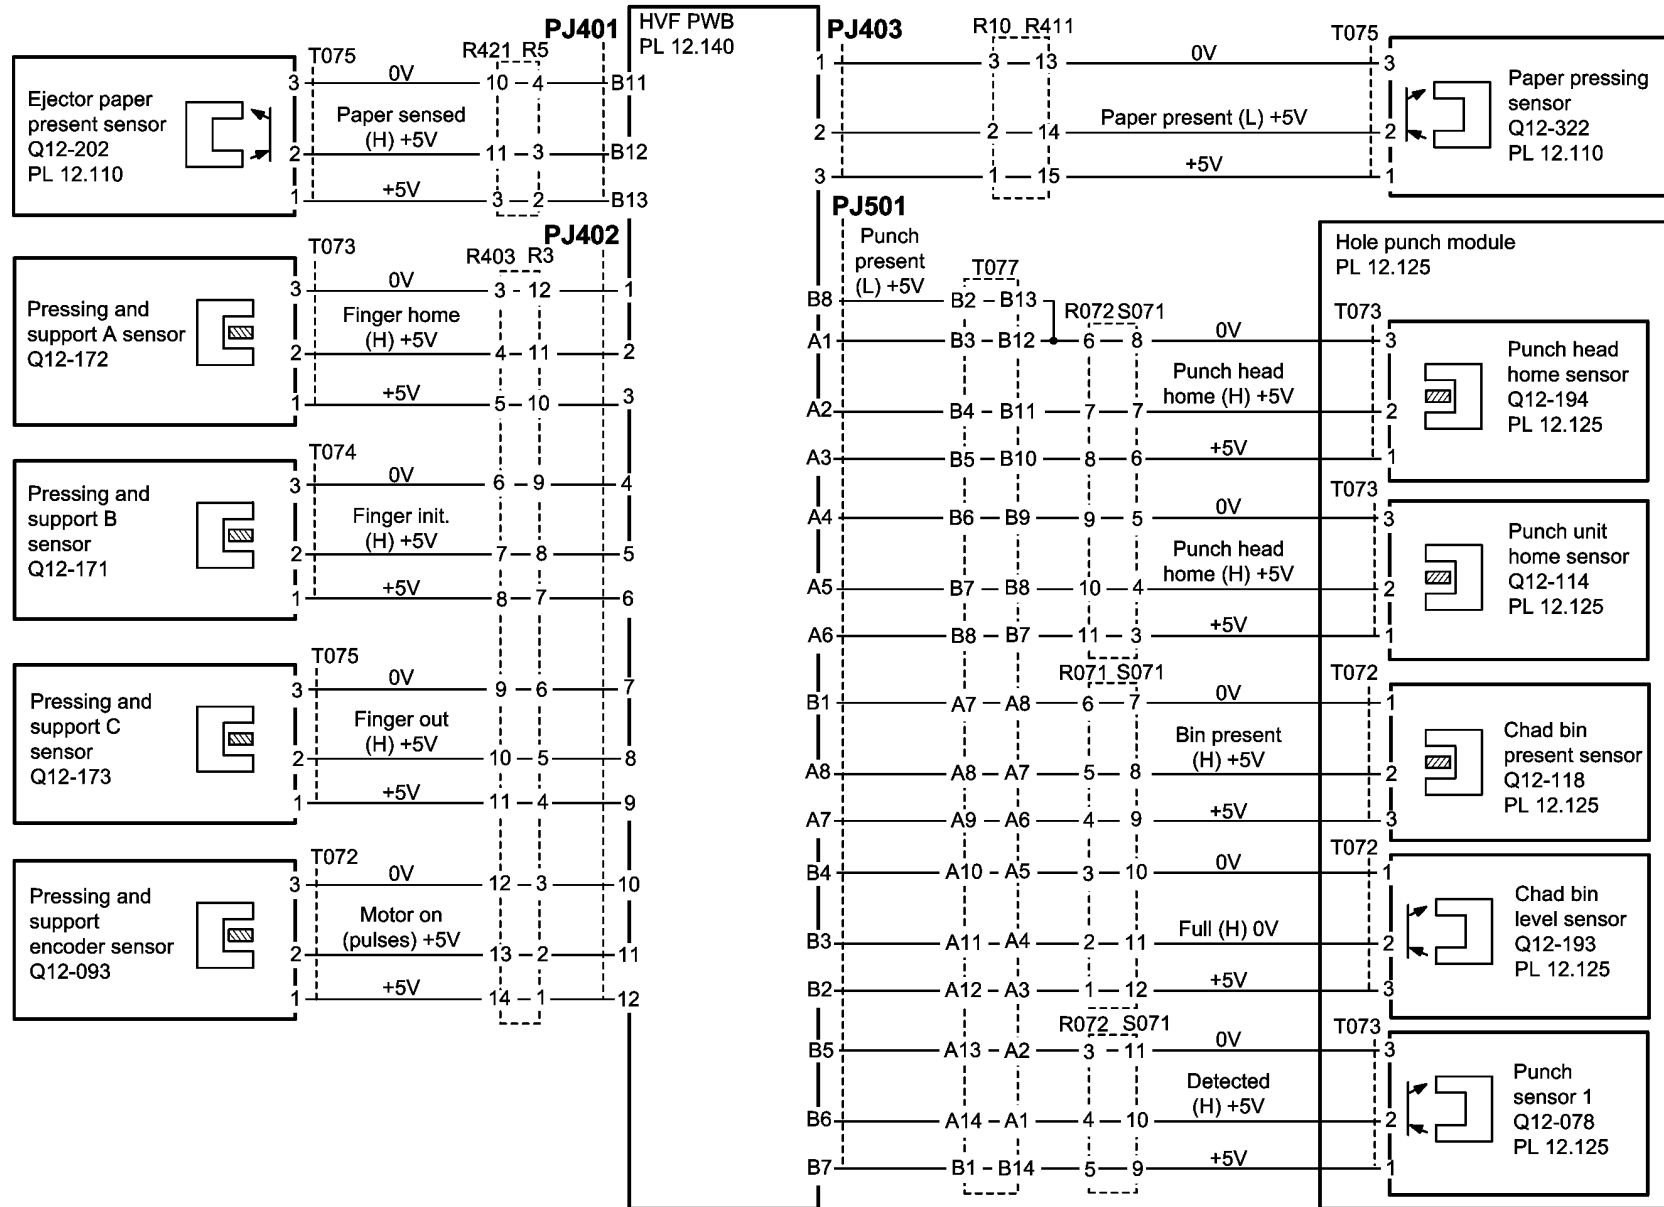 PJ401
HVF PWB
PL 12.140
PJ403
R10 R411
T075
R421 R5
T075
Ejector paper
present sensor
Q12-202
PL 12.110
3 0V 10 4 B11
Paper sensed
(H) +5V
2 11 3 B12
1 +5V 3 2 B13
1 3 13 0V 3
2 2 14 Paper present (L) +5V 2
3 1 15 +5V 1
Paper pressing
sensor
Q12-322
PL 12.110
PJ402
T073
R403 R3
Pressing and
support A sensor
Q12-172
3 0V 3 12 1
Finger home
(H) +5V
2 4 11 2
1 +5V 5 10 3
T074
Pressing and
support B
sensor
Q12-171
3 0V 6 9 4
Finger init.
(H) +5V
2 7 8 5
1 +5V 8 7 6
T075
Pressing and
support C
sensor
Q12-173
3 0V 9 6 7
Finger out
(H) +5V
2 10 5 8
1 +5V 11 4 9
T072
Pressing and
support
encoder sensor
Q12-093
3 0V 12 3 10
Motor on
(pulses) +5V
2 13 2 11
1 +5V 14 1 12
PJ501
Punch
present
(L) +5V
T077
Hole punch module
PL 12.125
B8 B2 B13
R072 S071
T073
A1 B3 B12 6 8 0V 3
Punch head
home (H) +5V
A2 B4 B11 7 7 2
A3 B5 B10 8 6 +5V 1
Punch head
home sensor
Q12-194
PL 12.125
T073
A4 B6 B9 9 5 0V 3
Punch head
home (H) +5V
A5 B7 B8 10 4 2
A6 B8 B7 11 3 +5V 1
Punch unit
home sensor
Q12-114
PL 12.125
R071 S071
T072
B1 A7 A8 6 7 0V 1
Bin present
(H) +5V
A8 A8 A7 5 8 2
A7 A9 A6 4 9 +5V 3
Chad bin
present sensor
Q12-118
PL 12.125
T072
B4 A10 A5 3 10 0V 1
B3 A11 A4 2 11 Full (H) 0V 2
B2 A12 A3 1 12 +5V 3
Chad bin
level sensor
Q12-193
PL 12.125
R072 S071
T073
B5 A13 A2 3 11 0V 3
Detected
(H) +5V
B6 A14 A1 4 10 2
B7 B1 B14 5 9 +5V 1
Punch
sensor 1
Q12-078
PL 12.125